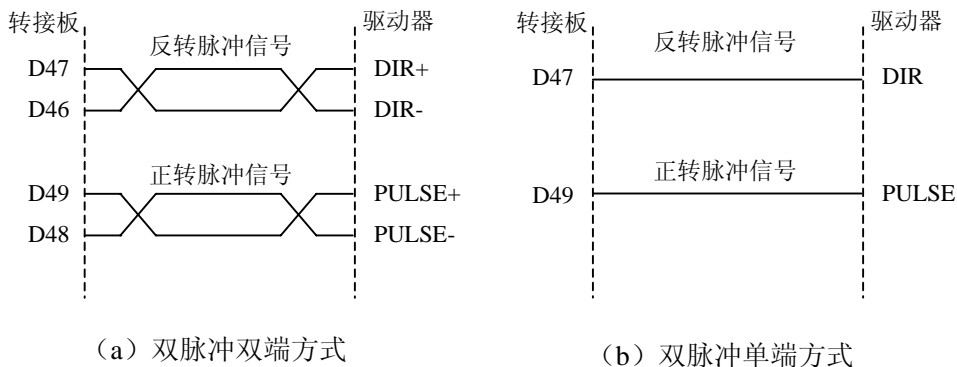 转接板
驱动器
反转脉冲信号
D47
DIR+
D46
DIR-
正转脉冲信号
D49
PULSE+
D48
PULSE-
（a）双脉冲双端方式
转接板
驱动器
反转脉冲信号
D47
DIR
正转脉冲信号
D49
PULSE
（b）双脉冲单端方式